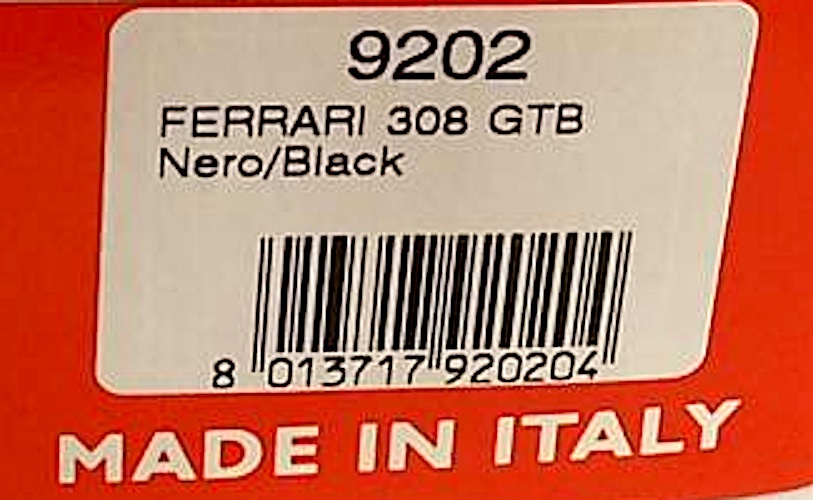 9202
FERRARI 308 GTB
Nero/Black
8 013717 920204
MADE IN ITALY